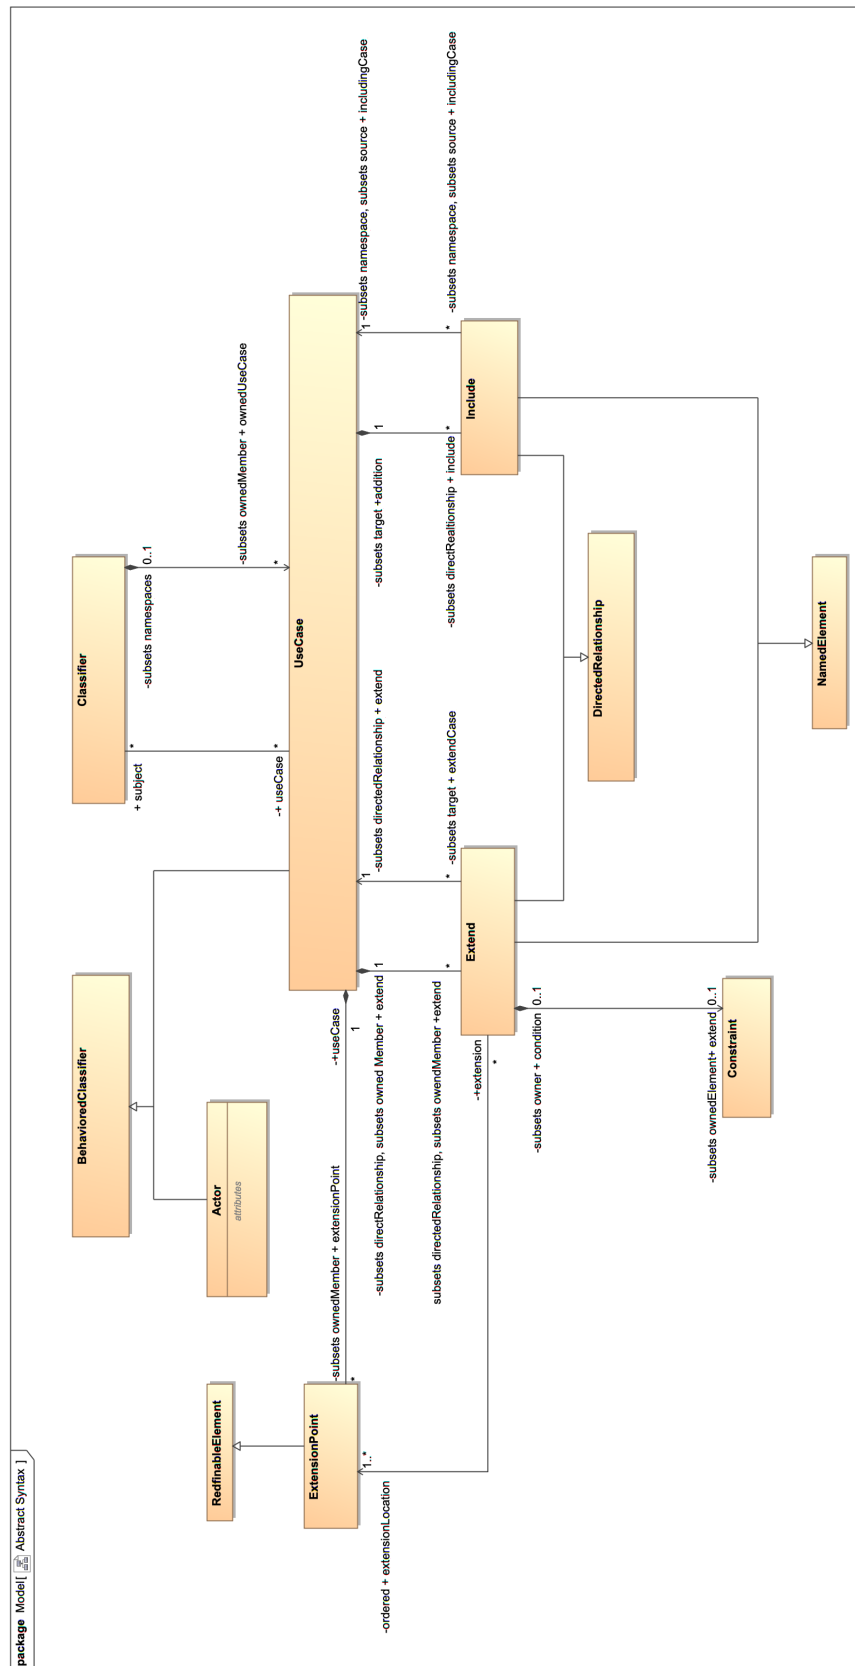 package Model[ Abstract Syntax ]
RedfinableElement
BehavioredClassifier
Classifier
Actor
attributes
+ subject
*
-subsets namespaces
0..1
-+ useCase
*
-subsets ownedMember + ownedUseCase
*
ExtensionPoint
-subsets ownedMember + extensionPoint
*
-+useCase
1
UseCase
-ordered + extensionLocation
1..*
-subsets directRelationship, subsets owned Member + extend
1
-subsets directedRelationship + extend
1
-subsets target +addition
1
-subsets namespace, subsets source + includingCase
1
subsets directedRelationship, subsets owendMember +extend
*
-subsets target + extendCase
*
-subsets directRealtionship + include
*
-subsets namespace, subsets source + includingCase
*
-+extension
*
Extend
Include
-subsets owner + condition
0..1
DirectedRelationship
-subsets ownedElement+ extend
0..1
Constraint
NamedElement